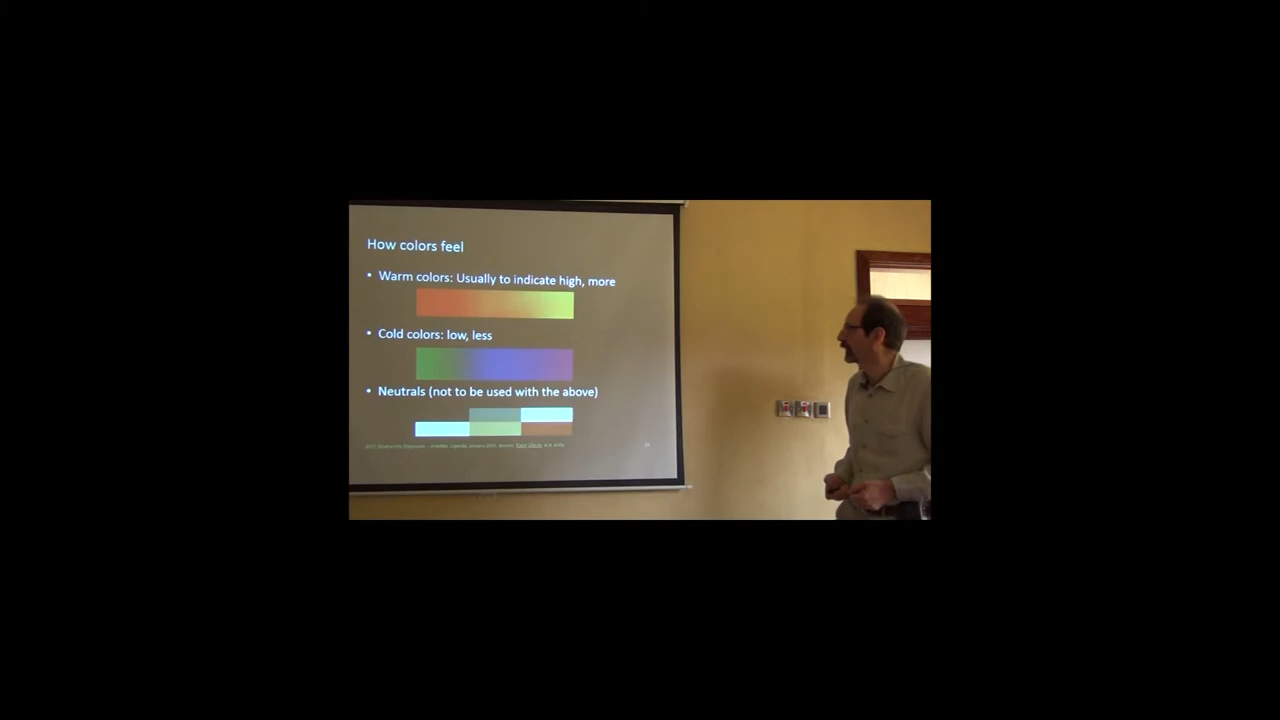 How colors feel
• Warm colors: Usually to indicate high, more
• Cold colors: low, less
• Neutrals (not to be used with the above)